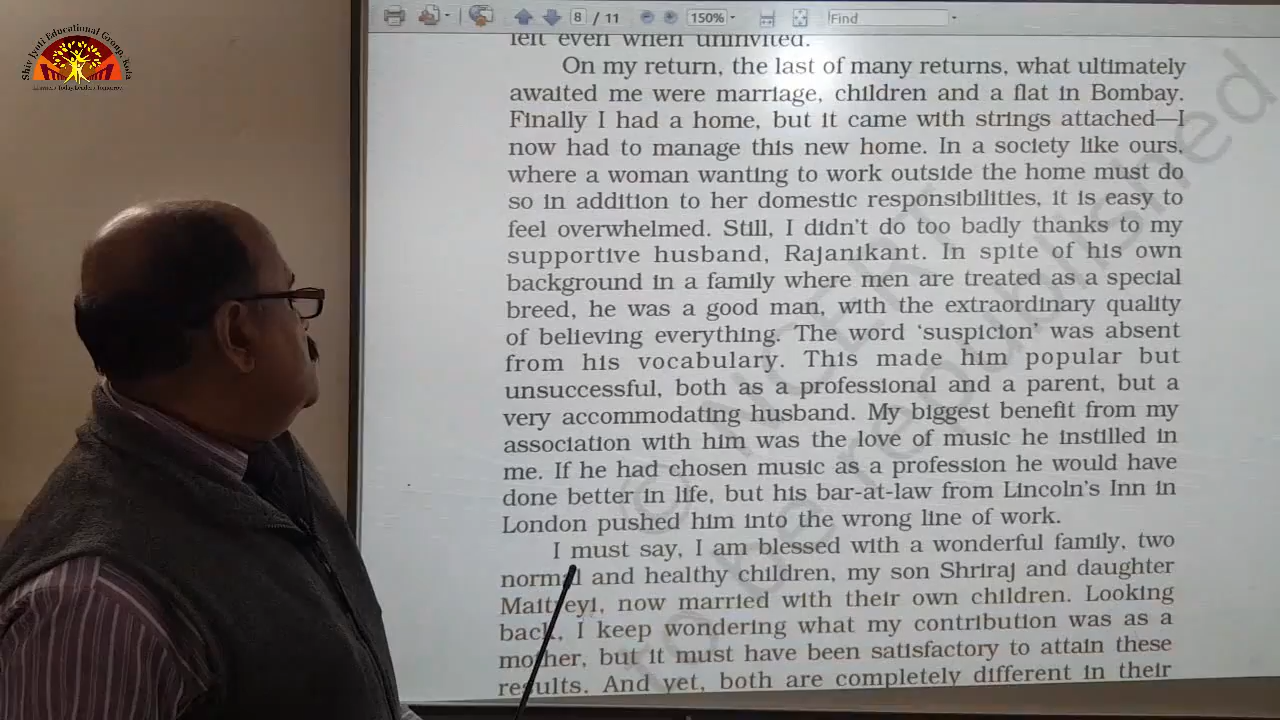 Shiv Jyoti Educational Group, Kota
8 / 11
150%
Find
left even when uninvited.
On my return, the last of many returns, what ultimately
awaited me were marriage, children and a flat in Bombay.
Finally I had a home, but it came with strings attached—I
now had to manage this new home. In a society like ours,
where a woman wanting to work outside the home must do
so in addition to her domestic responsibilities, it is easy to
feel overwhelmed. Still, I didn't do too badly thanks to my
supportive husband, Rajanikant. In spite of his own
background in a family where men are treated as a special
breed, he was a good man, with the extraordinary quality
of believing everything. The word ‘suspicion’ was absent
from his vocabulary. This made him popular but
unsuccessful, both as a professional and a parent, but a
very accommodating husband. My biggest benefit from my
association with him was the love of music he instilled in
me. If he had chosen music as a profession he would have
done better in life, but his bar-at-law from Lincoln's Inn in
London pushed him into the wrong line of work.
I must say, I am blessed with a wonderful family, two
normal and healthy children, my son Shriraj and daughter
Maitreyi, now married with their own children. Looking
back, I keep wondering what my contribution was as a
mother, but it must have been satisfactory to attain these
results. And yet, both are completely different in their
© NCERT
to be republished